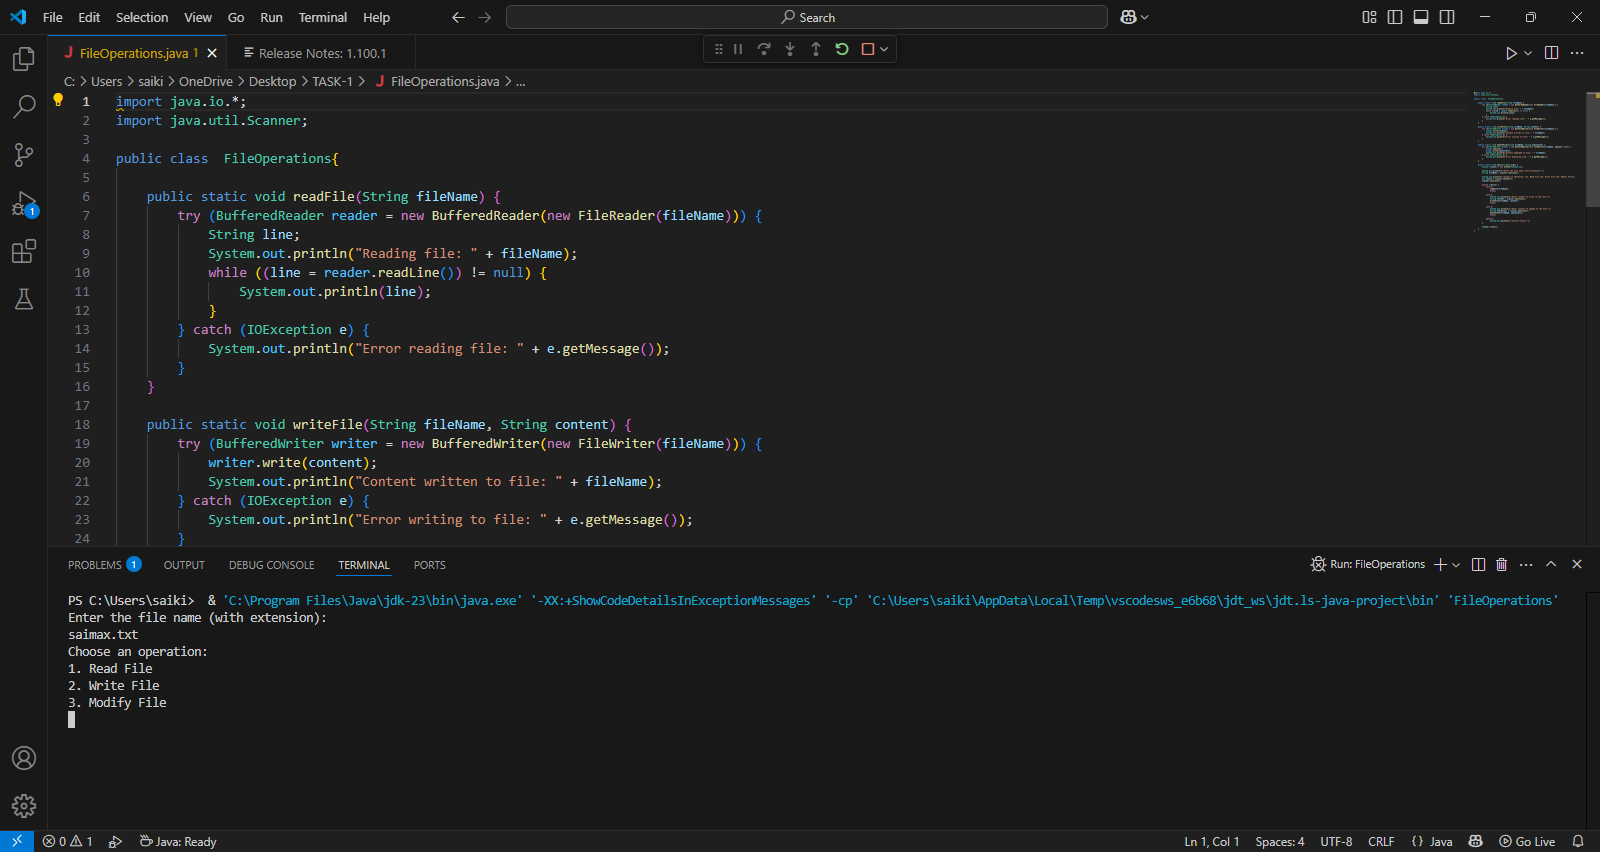 File Edit Selection View Go Run Terminal Help
Search
FileOperations.java 1
Release Notes: 1.100.1
C: > Users > saiki > OneDrive > Desktop > TASK-1 > J FileOperations.java > ...
1 import java.io.*;
2 import java.util.Scanner;
3
4 public class  FileOperations{
5
6 public static void readFile(String fileName) {
7 try (BufferedReader reader = new BufferedReader(new FileReader(fileName))) {
8 String line;
9 System.out.println("Reading file: " + fileName);
10 while ((line = reader.readLine()) != null) {
11 System.out.println(line);
12 }
13 } catch (IOException e) {
14 System.out.println("Error reading file: " + e.getMessage());
15 }
16 }
17
18 public static void writeFile(String fileName, String content) {
19 try (BufferedWriter writer = new BufferedWriter(new FileWriter(fileName))) {
20 writer.write(content);
21 System.out.println("Content written to file: " + fileName);
22 } catch (IOException e) {
23 System.out.println("Error writing to file: " + e.getMessage());
24 }
1
PROBLEMS 1 OUTPUT DEBUG CONSOLE TERMINAL PORTS
Run: FileOperations
PS C:\Users\saiki>  & 'C:\Program Files\Java\jdk-23\bin\java.exe' '-XX:+ShowCodeDetailsInExceptionMessages' '-cp' 'C:\Users\saiki\AppData\Local\Temp\vscodesws_e6b68\jdt_ws\jdt.ls-java-project\bin' 'FileOperations'
Enter the file name (with extension):
saimax.txt
Choose an operation:
1. Read File
2. Write File
3. Modify File
0 1 Java: Ready
Ln 1, Col 1 Spaces: 4 UTF-8 CRLF {} Java Go Live